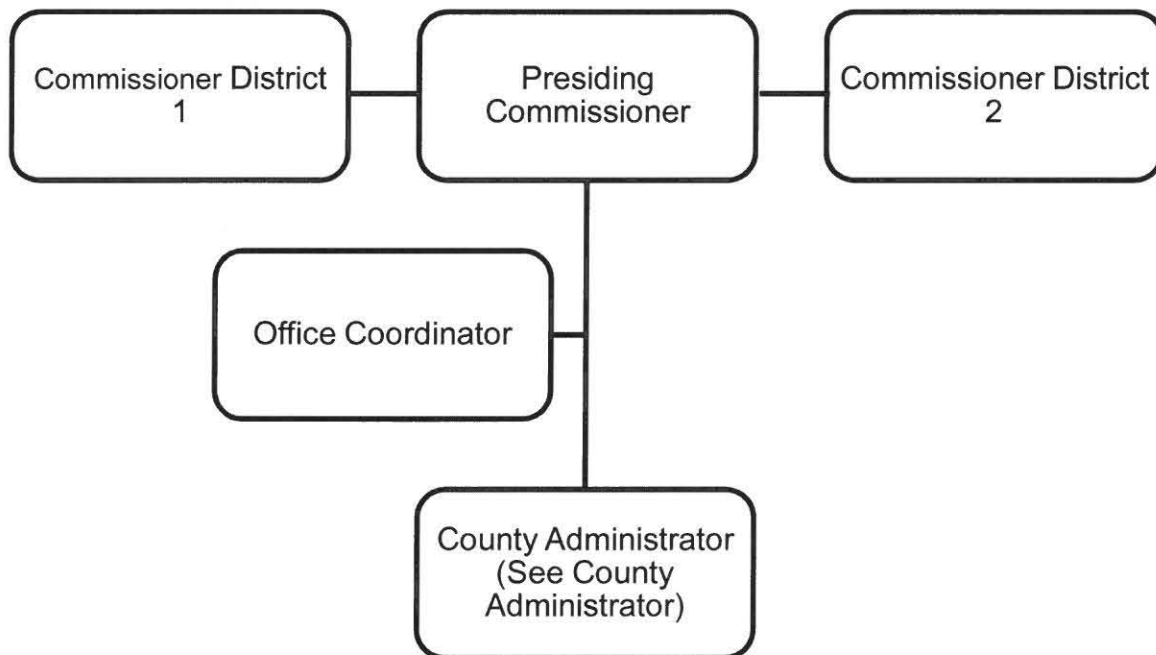 Commissioner District
1
Presiding
Commissioner
Commissioner District
2
Office Coordinator
County Administrator
(See County
Administrator)